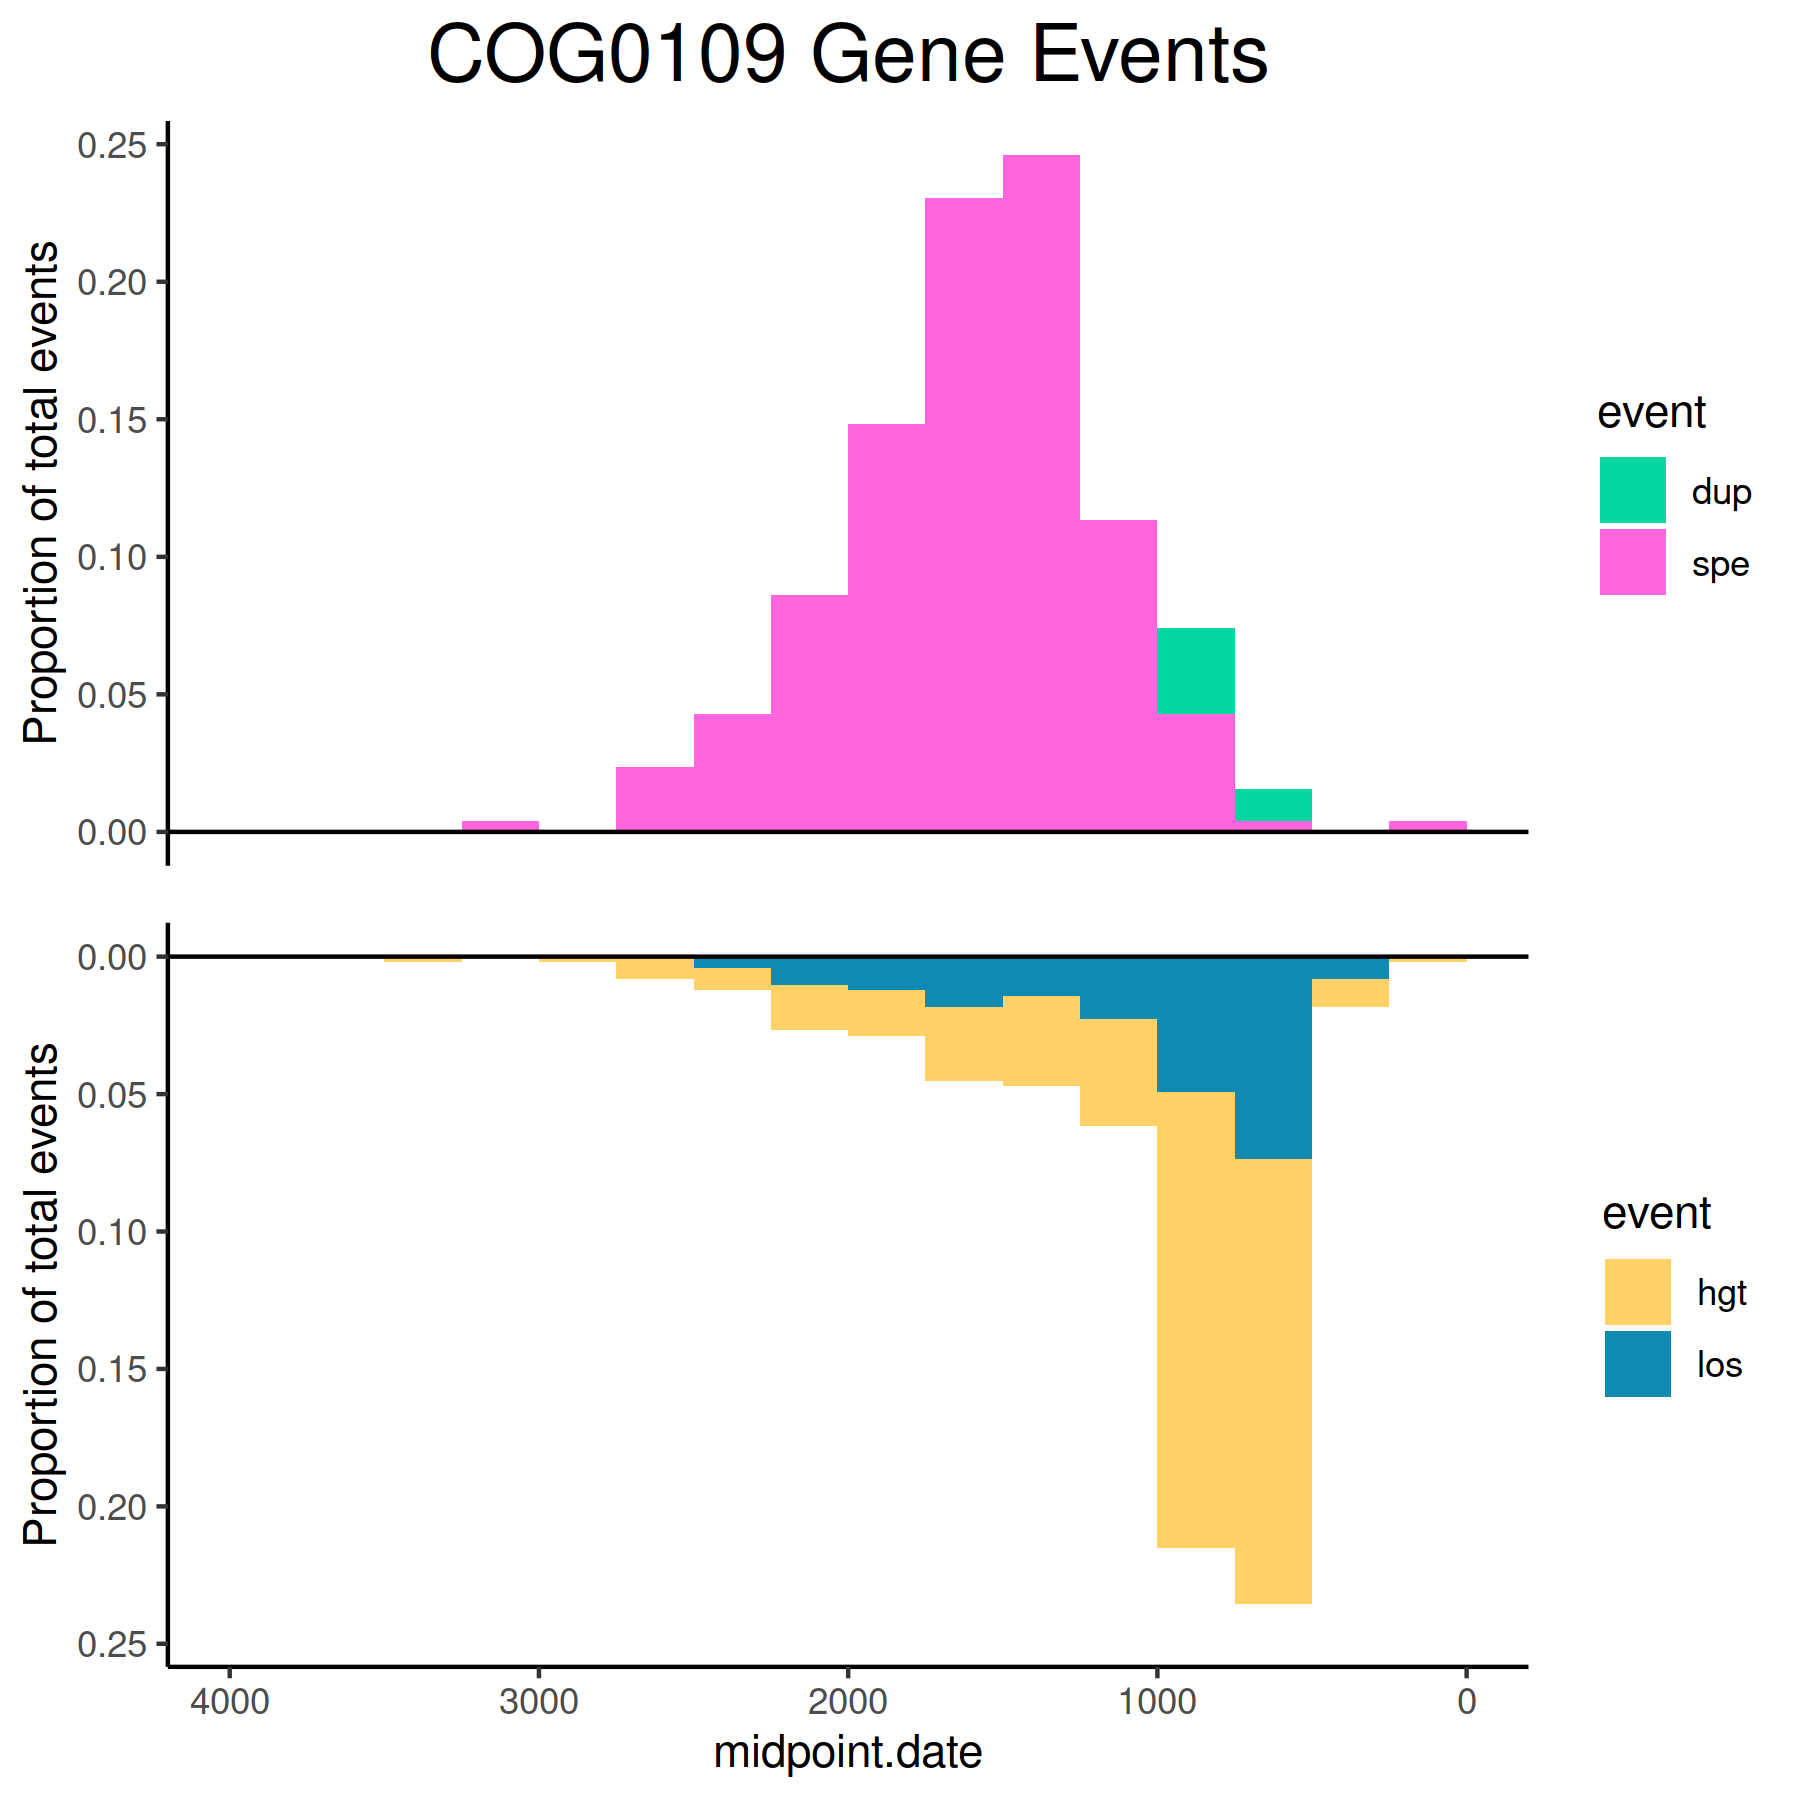 COG0109 Gene Events
Proportion of total events
0.25
0.20
0.15
0.10
0.05
0.00
event
dup
spe
Proportion of total events
0.00
0.05
0.10
0.15
0.20
0.25
event
hgt
los
4000 3000 2000 1000 0
midpoint.date